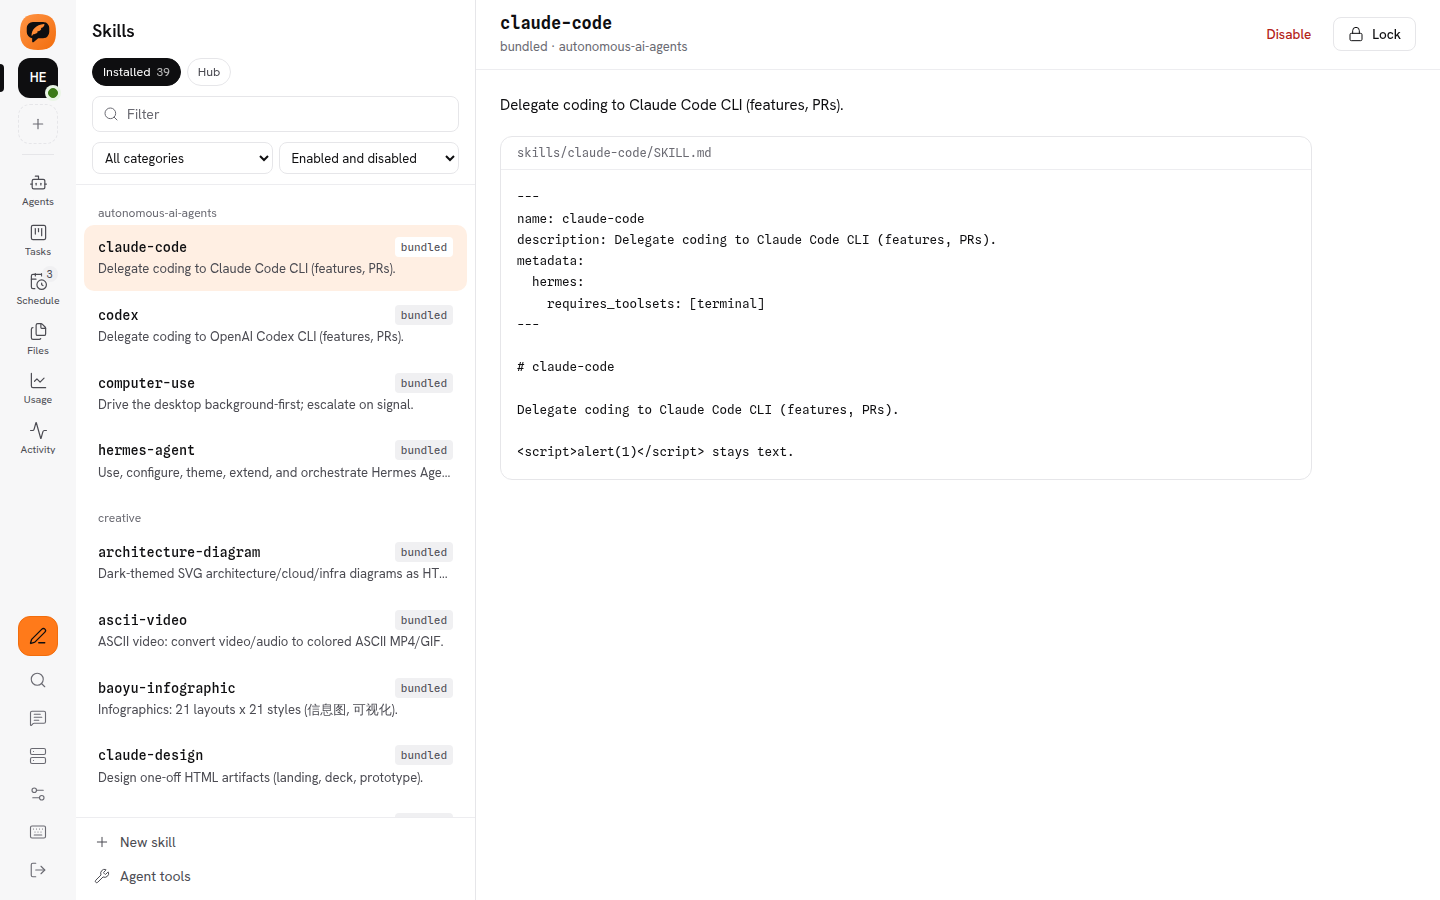 HE
Agents
Tasks
3
Schedule
Files
Usage
Activity
Skills
Installed 39
Hub
Filter
All categories
Enabled and disabled
autonomous-ai-agents
claude-code
bundled
Delegate coding to Claude Code CLI (features, PRs).
codex
bundled
Delegate coding to OpenAI Codex CLI (features, PRs).
computer-use
bundled
Drive the desktop background-first; escalate on signal.
hermes-agent
bundled
Use, configure, theme, extend, and orchestrate Hermes Age...
creative
architecture-diagram
bundled
Dark-themed SVG architecture/cloud/infra diagrams as HT...
ascii-video
bundled
ASCII video: convert video/audio to colored ASCII MP4/GIF.
baoyu-infographic
bundled
Infographics: 21 layouts x 21 styles (信息图, 可视化).
claude-design
bundled
Design one-off HTML artifacts (landing, deck, prototype).
New skill
Agent tools
claude-code
bundled · autonomous-ai-agents
Disable
Lock
Delegate coding to Claude Code CLI (features, PRs).
skills/claude-code/SKILL.md
---
name: claude-code
description: Delegate coding to Claude Code CLI (features, PRs).
metadata:
  hermes:
    requires_toolsets: [terminal]
---
# claude-code
Delegate coding to Claude Code CLI (features, PRs).
<script>alert(1)</script> stays text.